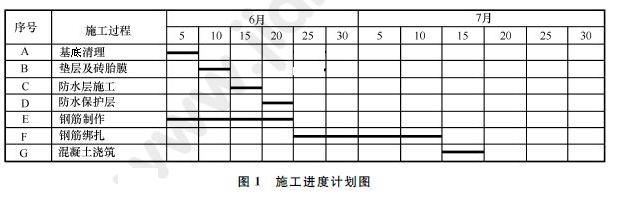 序号 施工过程 6月 7月
5 10 15 20 25 30 5 10 15 20 25 30
A 基底清理
B 垫层及砖胎膜
C 防水层施工
D 防水保护层
E 钢筋制作
F 钢筋绑扎
G 混凝土浇筑
图 1 施工进度计划图